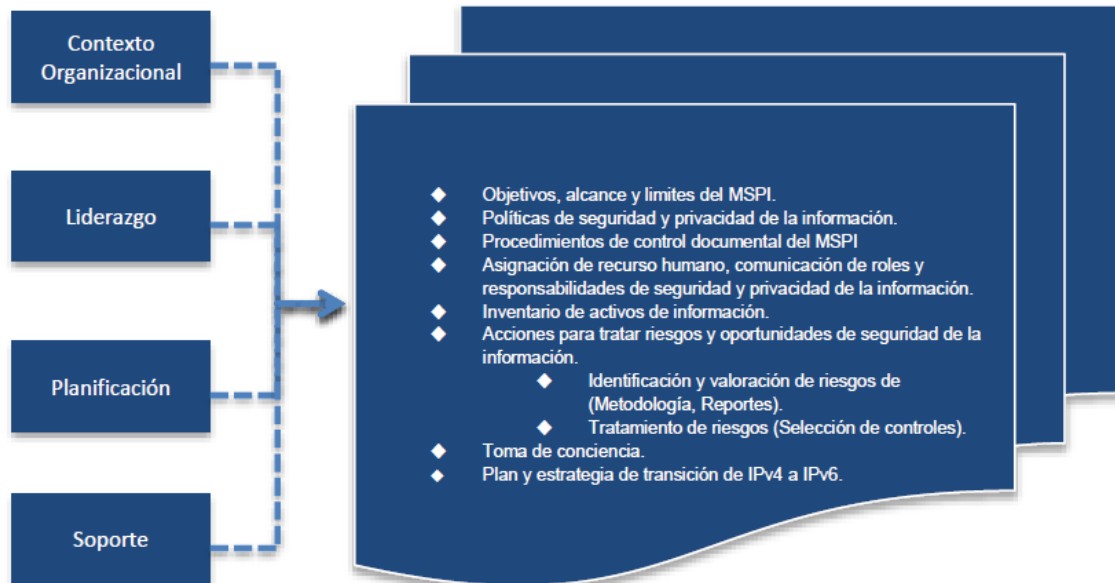 Contexto
Organizacional
Liderazgo
Planificación
Soporte
◆ Objetivos, alcance y limites del MSPI.
◆ Políticas de seguridad y privacidad de la información.
◆ Procedimientos de control documental del MSPI
◆ Asignación de recurso humano, comunicación de roles y
responsabilidades de seguridad y privacidad de la información.
◆ Inventario de activos de información.
◆ Acciones para tratar riesgos y oportunidades de seguridad de la
información.
◆ Identificación y valoración de riesgos de
(Metodología, Reportes).
◆ Tratamiento de riesgos (Selección de controles).
◆ Toma de conciencia.
◆ Plan y estrategia de transición de IPv4 a IPv6.